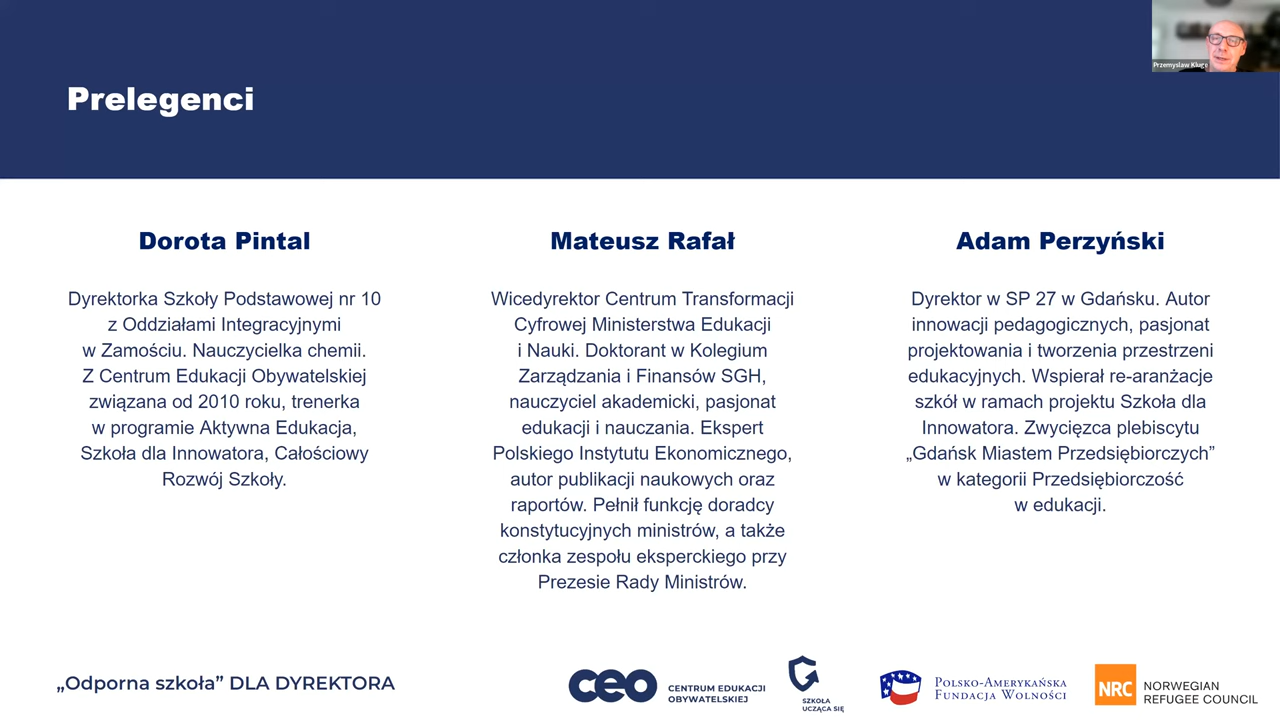 Przemysław Kluge
Prelegenci
Dorota Pintal
Dyrektorka Szkoły Podstawowej nr 10
z Oddziałami Integracyjnymi
w Zamościu. Nauczycielka chemii.
Z Centrum Edukacji Obywatelskiej
związana od 2010 roku, trenerka
w programie Aktywna Edukacja,
Szkoła dla Innowatora, Całościowy
Rozwój Szkoły.
Mateusz Rafał
Wicedyrektor Centrum Transformacji
Cyfrowej Ministerstwa Edukacji
i Nauki. Doktorant w Kolegium
Zarządzania i Finansów SGH,
nauczyciel akademicki, pasjonat
edukacji i nauczania. Ekspert
Polskiego Instytutu Ekonomicznego,
autor publikacji naukowych oraz
raportów. Pełnił funkcję doradcy
konstytucyjnych ministrów, a także
członka zespołu eksperckiego przy
Prezesie Rady Ministrów.
Adam Perzyński
Dyrektor w SP 27 w Gdańsku. Autor
innowacji pedagogicznych, pasjonat
projektowania i tworzenia przestrzeni
edukacyjnych. Wspierał re-aranżacje
szkół w ramach projektu Szkoła dla
Innowatora. Zwycięzca plebiscytu
„Gdańsk Miastem Przedsiębiorczych”
w kategorii Przedsiębiorczość
w edukacji.
„Odporna szkoła” DLA DYREKTORA
ceo
CENTRUM EDUKACJI
OBYWATELSKIEJ
SZKOŁA
UCZĄCA SIĘ
POLSKO-AMERYKAŃSKA
FUNDACJA WOLNOŚCI
NRC
NORWEGIAN
REFUGEE COUNCIL